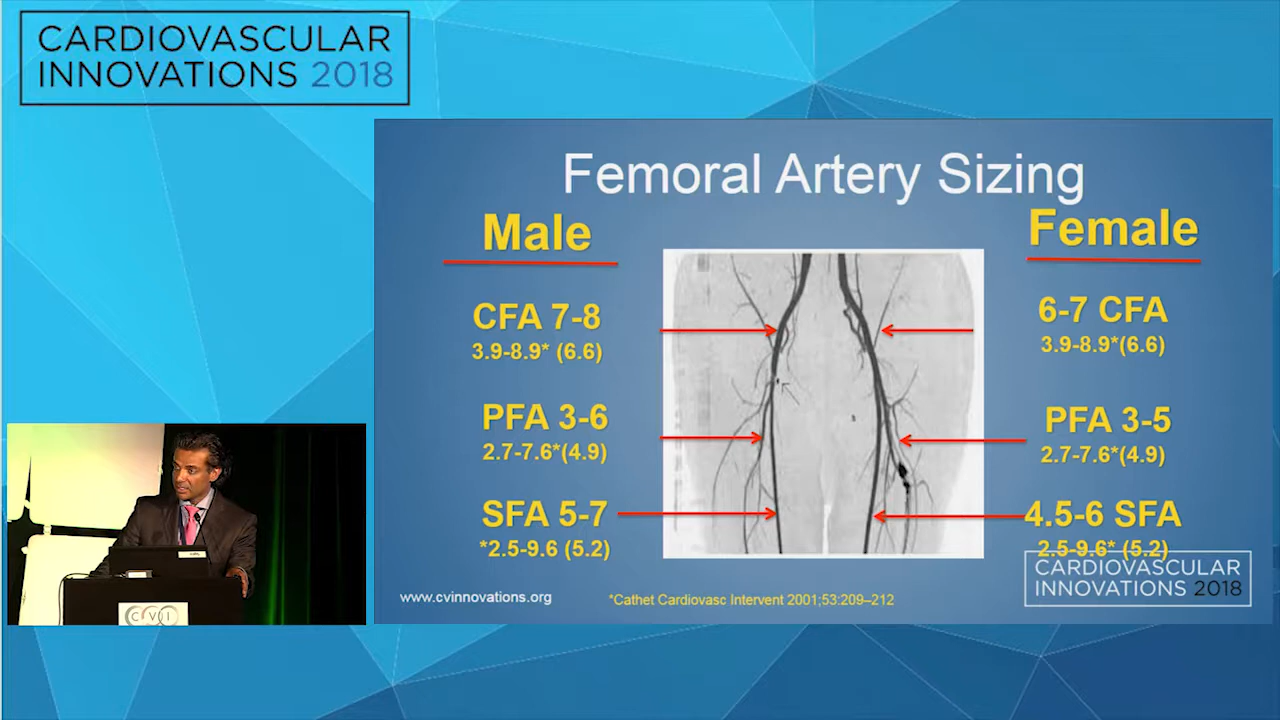 CARDIOVASCULAR
INNOVATIONS 2018
Femoral Artery Sizing
Male
CFA 7-8
3.9-8.9* (6.6)
PFA 3-6
2.7-7.6*(4.9)
SFA 5-7
*2.5-9.6 (5.2)
Female
6-7 CFA
3.9-8.9*(6.6)
PFA 3-5
2.7-7.6*(4.9)
4.5-6 SFA
2.5-9.6* (5.2)
www.cvinnovations.org
*Cathet Cardiovasc Intervent 2001;53:209–212
CARDIOVASCULAR
INNOVATIONS 2018
CVI